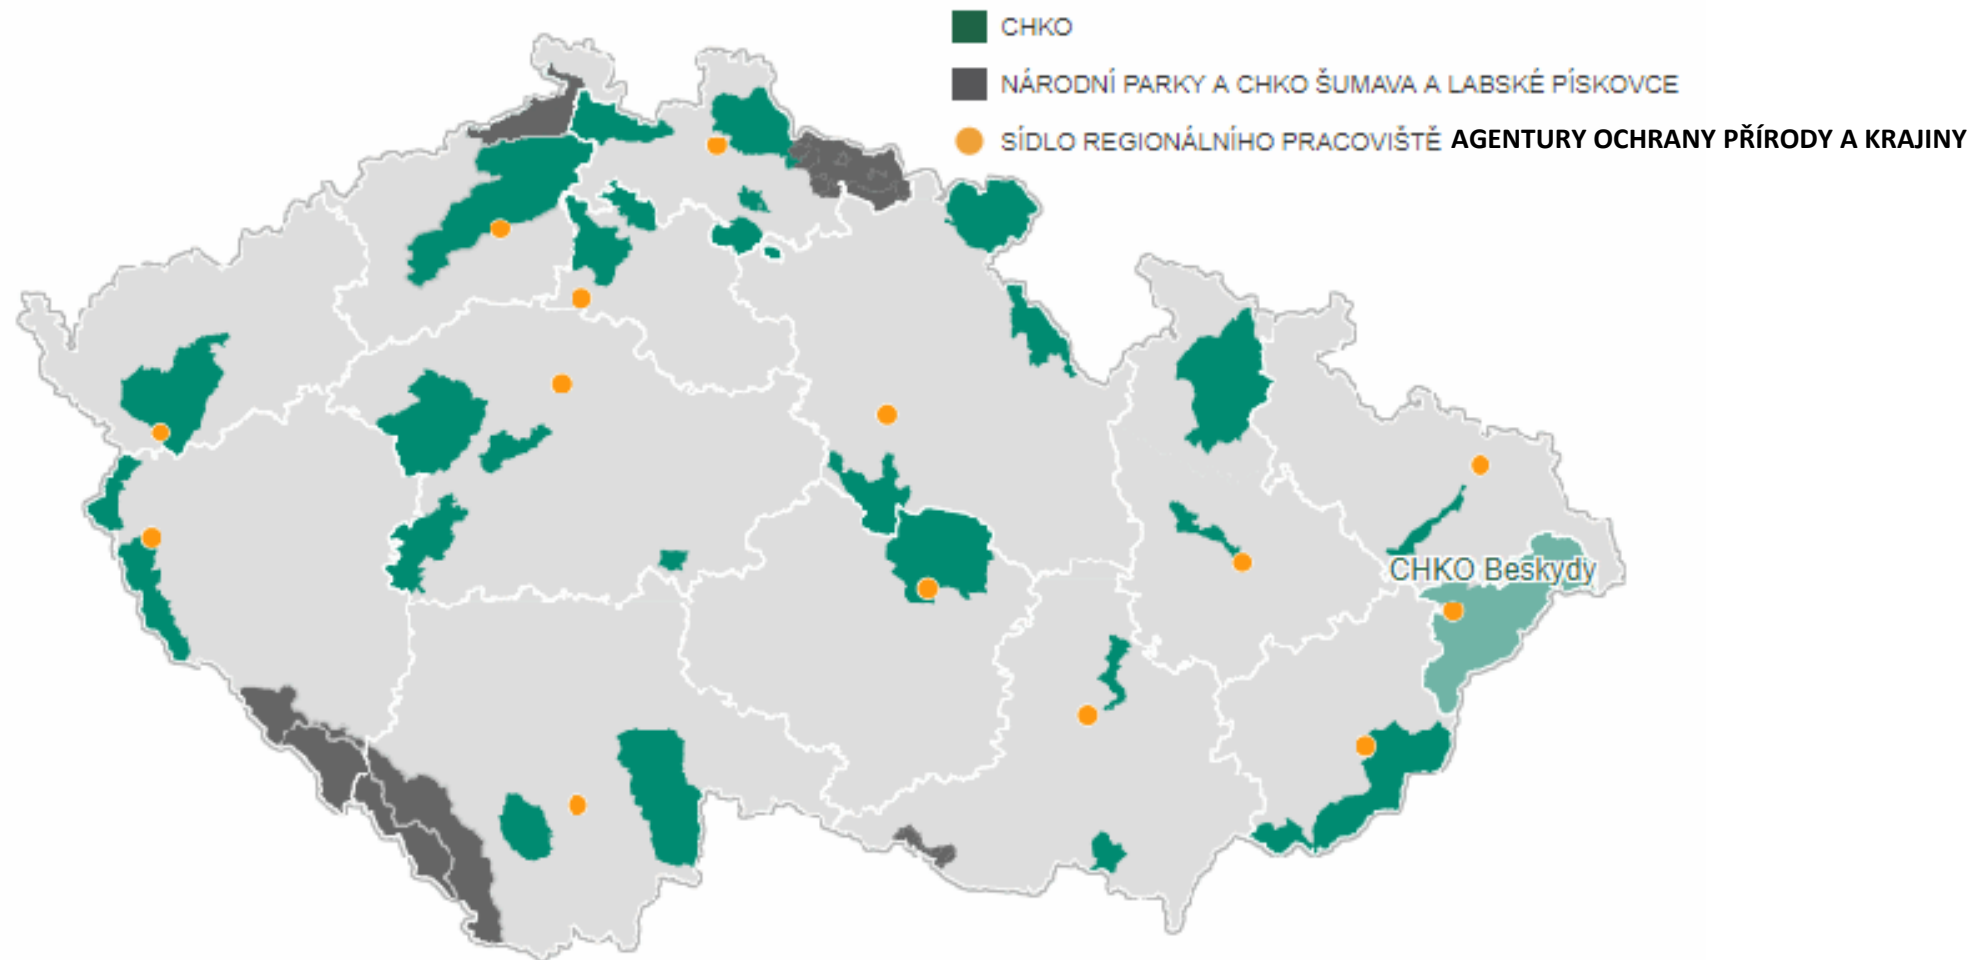 CHKO
NÁRODNÍ PARKY A CHKO ŠUMAVA A LABSKÉ PÍSKOVCE
SÍDLO REGIONÁLNÍHO PRACOVIŠTĚ AGENTURY OCHRANY PŘÍRODY A KRAJINY
CHKO Beskydy